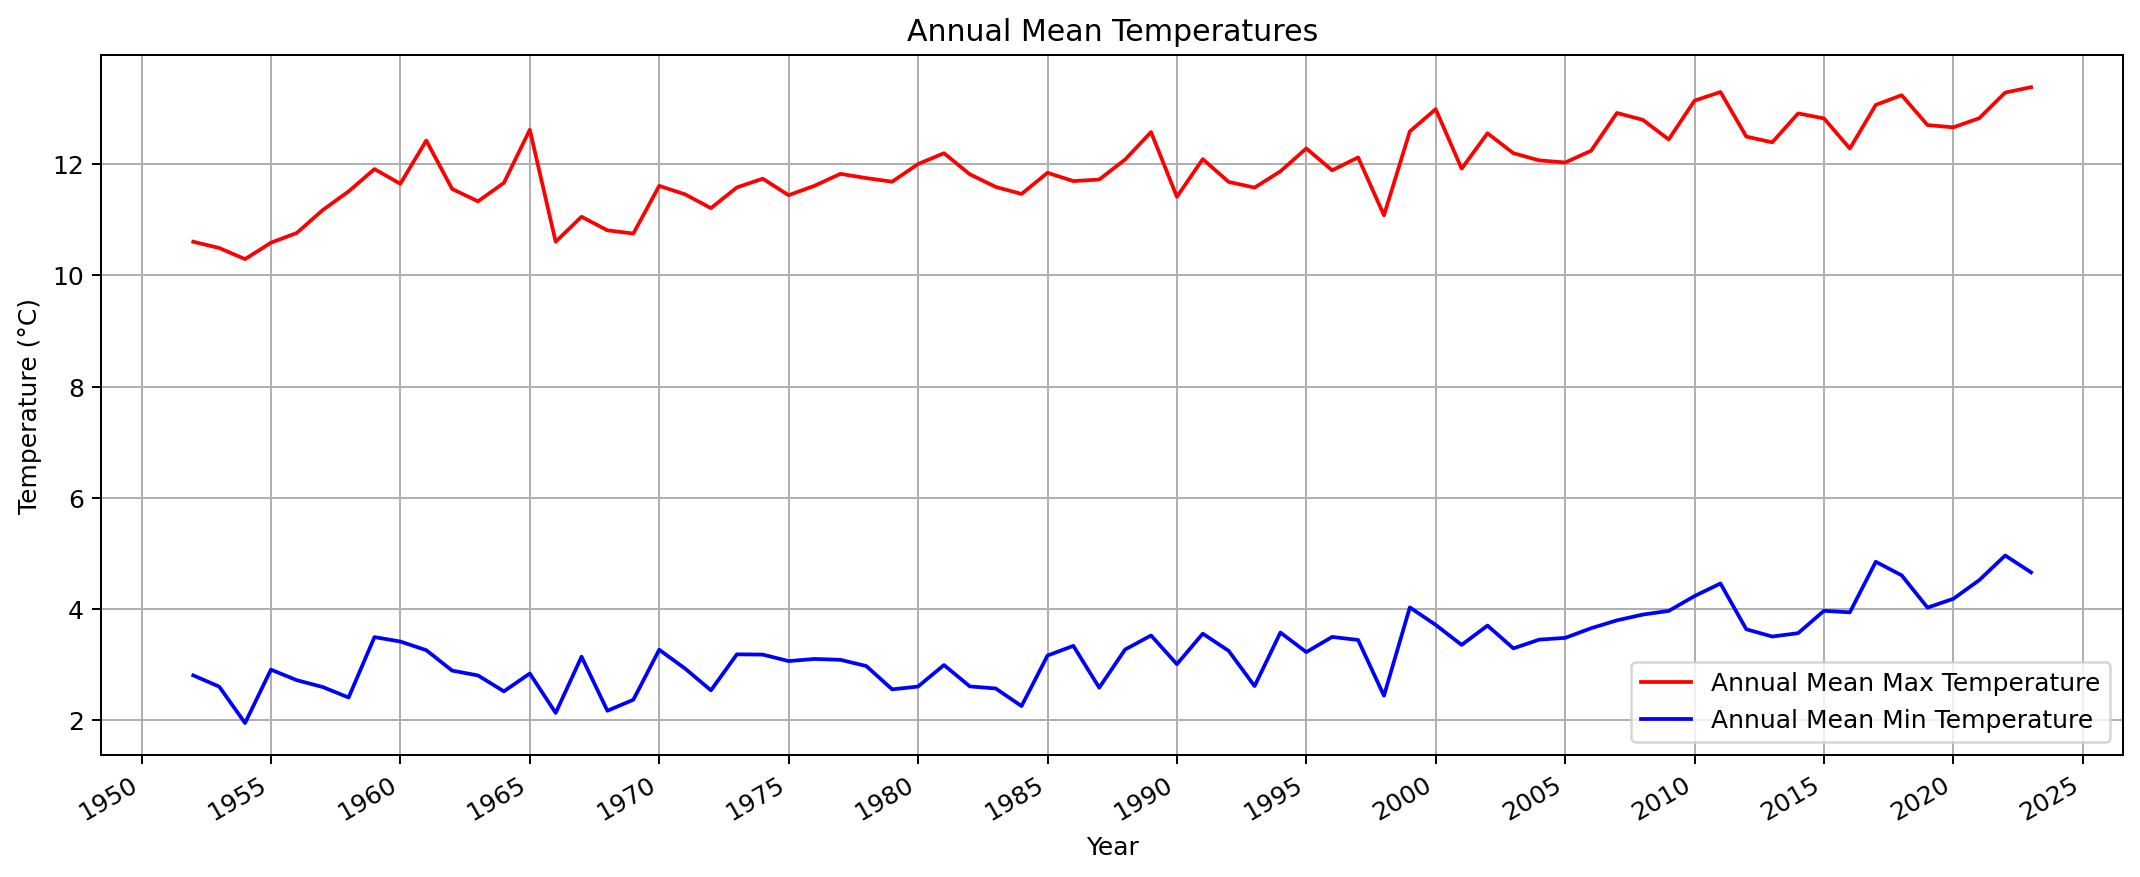 Annual Mean Temperatures
Temperature (°C)
12
10
8
6
4
2
Annual Mean Max Temperature
Annual Mean Min Temperature
1950 1955 1960 1965 1970 1975 1980 1985 1990 1995 2000 2005 2010 2015 2020 2025
Year